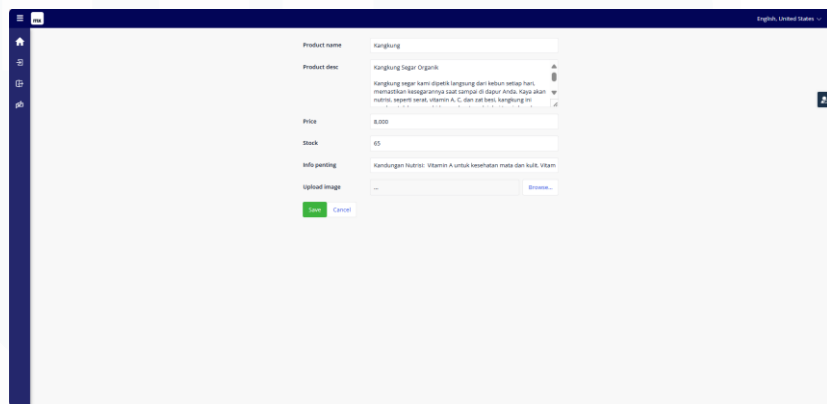 mx
English, United States
Product name
Kangkung
Product desc
Kangkung Segar Organik
Kangkung segar kami dipetik langsung dari kebun setiap hari,
memastikan kesegarannya saat sampai di dapur Anda. Kaya akan
nutrisi, seperti serat, vitamin A, C, dan zat besi, kangkung ini
Price
8,000
Stock
65
Info penting
Kandungan Nutrisi: Vitamin A untuk kesehatan mata dan kulit. Vitam
Upload image
...
Browse...
Save
Cancel